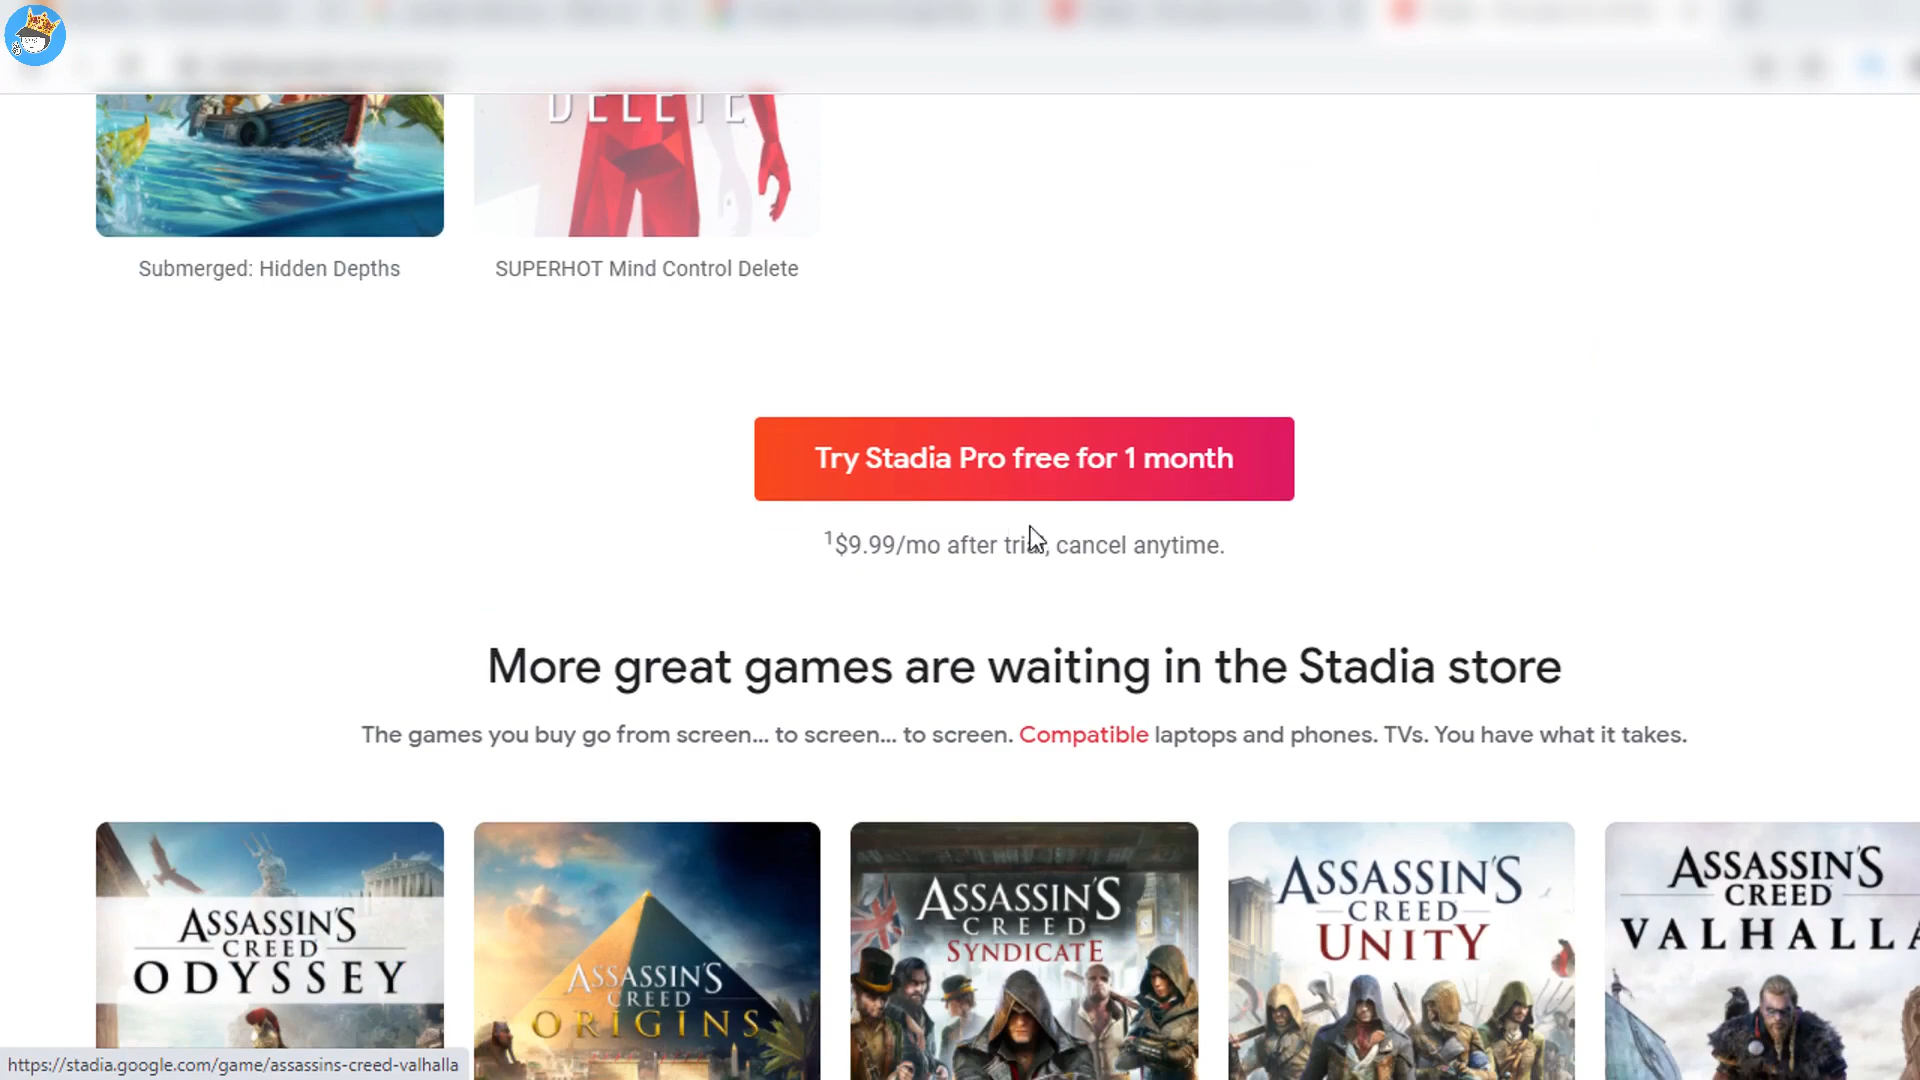 DELETE
Submerged: Hidden Depths
SUPERHOT Mind Control Delete
Try Stadia Pro free for 1 month
1$9.99/mo after trial, cancel anytime.
More great games are waiting in the Stadia store
The games you buy go from screen... to screen... to screen. Compatible laptops and phones. TVs. You have what it takes.
ASSASSIN'S
CREED
ODYSSEY
ASSASSIN'S
CREED
ORIGINS
ASSASSIN'S
CREED
SYNDICATE
ASSASSIN'S
CREED
UNITY
ASSASSIN'S
CREED
VALHALLA
https://stadia.google.com/game/assassins-creed-valhalla